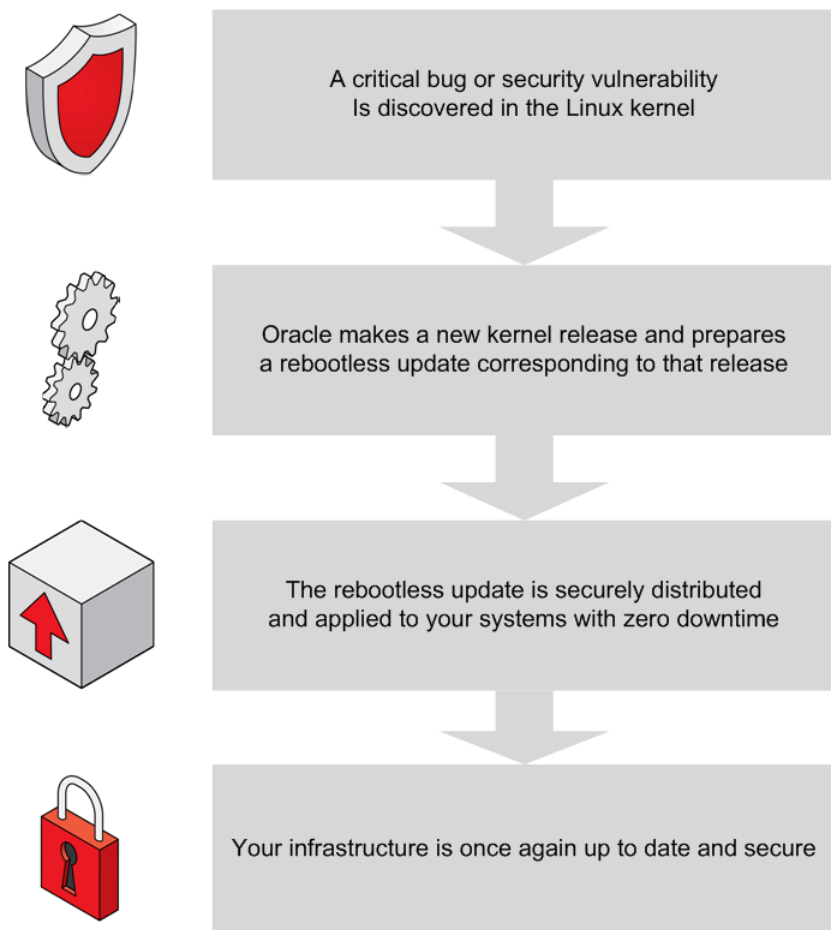 A critical bug or security vulnerability
Is discovered in the Linux kernel
Oracle makes a new kernel release and prepares
a rebootless update corresponding to that release
The rebootless update is securely distributed
and applied to your systems with zero downtime
Your infrastructure is once again up to date and secure